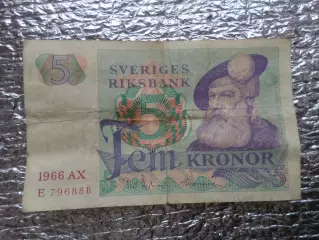 5
SVERIGES
RIKSBANK
5
Fem KRONOR
1966 AX
E 796888